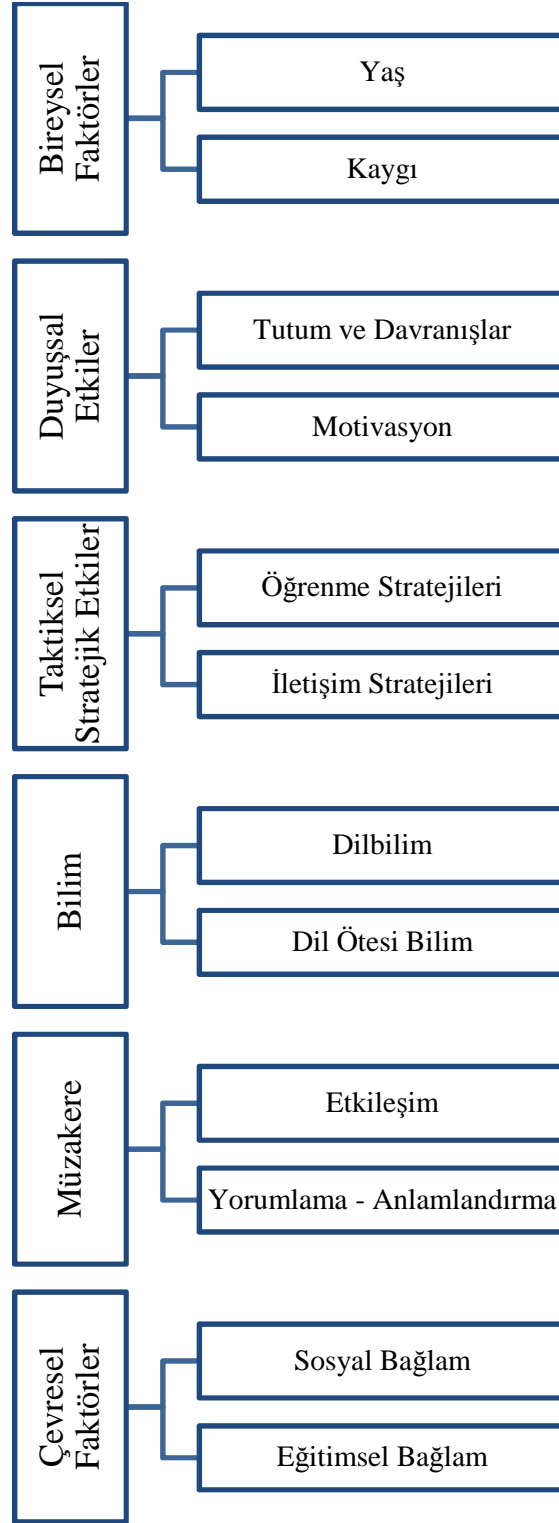 Bireysel
Faktörler
Yaş
Kaygı
Duyuşsal
Etkiler
Tutum ve Davranışlar
Motivasyon
Taktiksel
Stratejik Etkiler
Öğrenme Stratejileri
İletişim Stratejileri
Bilim
Dilbilim
Dil Ötesi Bilim
Müzakere
Etkileşim
Yorumlama - Anlamlandırma
Çevresel
Faktörler
Sosyal Bağlam
Eğitimsel Bağlam